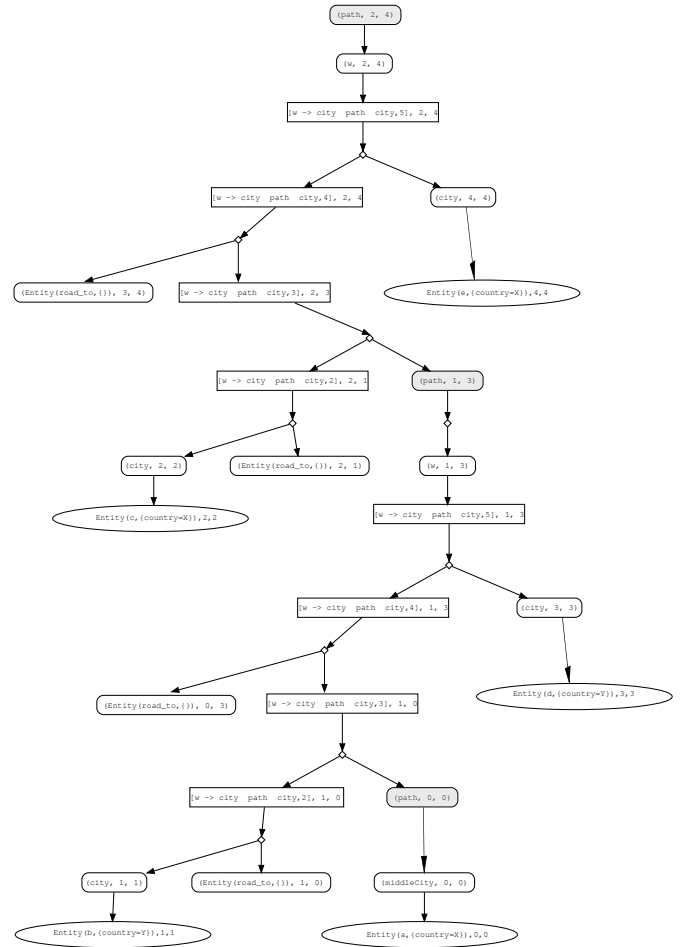 (path, 2, 4)
(w, 2, 4)
[w -> city path city,5], 2, 4
[w -> city path city,4], 2, 4
(city, 4, 4)
(Entity(road_to,{}), 3, 4)
[w -> city path city,3], 2, 3
Entity(e,{country=X}),4,4
[w -> city path city,2], 2, 1
(path, 1, 3)
(city, 2, 2)
(Entity(road_to,{}), 2, 1)
(w, 1, 3)
Entity(c,{country=X}),2,2
[w -> city path city,5], 1, 3
[w -> city path city,4], 1, 3
(city, 3, 3)
(Entity(road_to,{}), 0, 3)
[w -> city path city,3], 1, 0
Entity(d,{country=Y}),3,3
[w -> city path city,2], 1, 0
(path, 0, 0)
(city, 1, 1)
(Entity(road_to,{}), 1, 0)
(middleCity, 0, 0)
Entity(b,{country=Y}),1,1
Entity(a,{country=X}),0,0